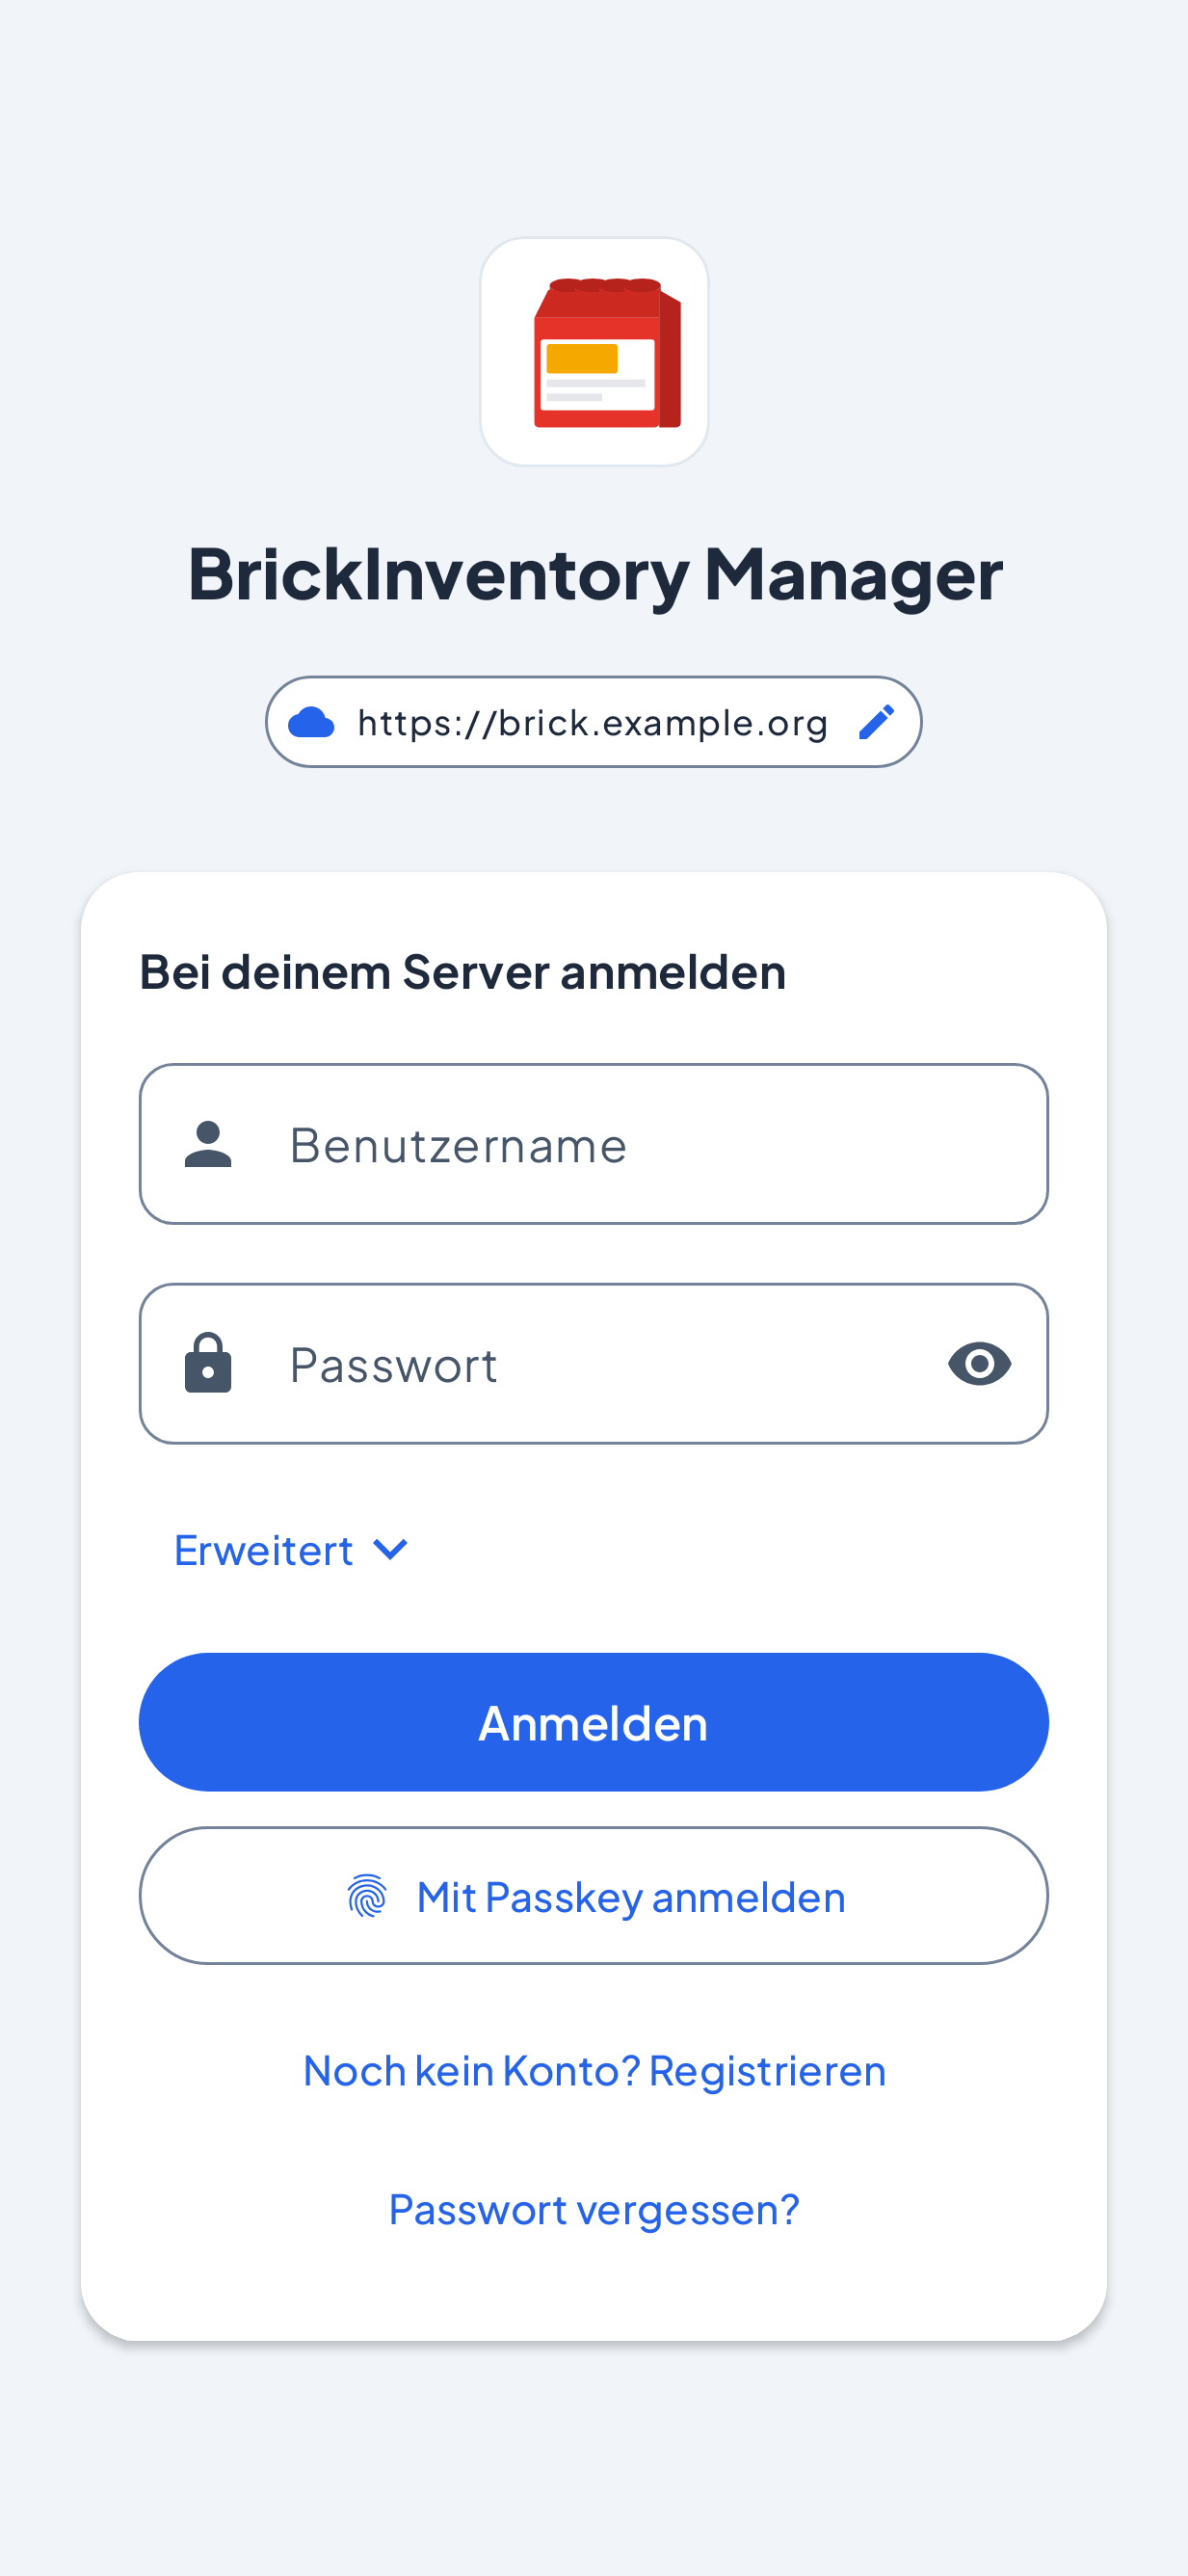 BrickInventory Manager
https://brick.example.org
Bei deinem Server anmelden
Benutzername
Passwort
Erweitert
Anmelden
Mit Passkey anmelden
Noch kein Konto? Registrieren
Passwort vergessen?